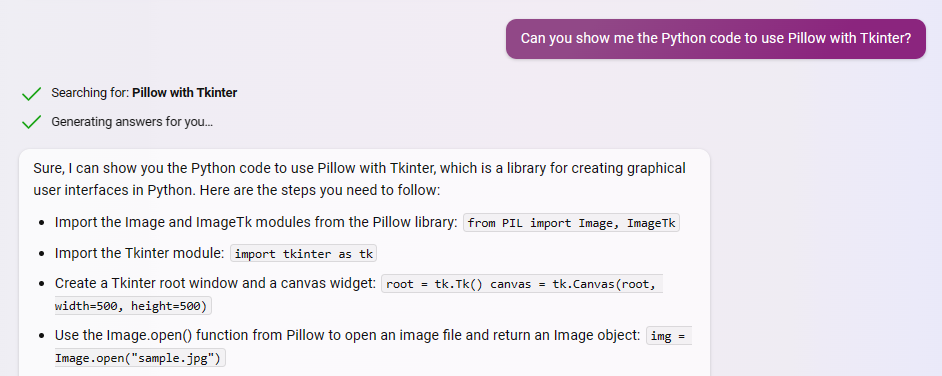 Can you show me the Python code to use Pillow with Tkinter?
Searching for: Pillow with Tkinter
Generating answers for you...
Sure, I can show you the Python code to use Pillow with Tkinter, which is a library for creating graphical
user interfaces in Python. Here are the steps you need to follow:
• Import the Image and ImageTk modules from the Pillow library: from PIL import Image, ImageTk
• Import the Tkinter module: import tkinter as tk
• Create a Tkinter root window and a canvas widget: root = tk.Tk() canvas = tk.Canvas(root,
width=500, height=500)
• Use the Image.open() function from Pillow to open an image file and return an Image object: img =
Image.open("sample.jpg")